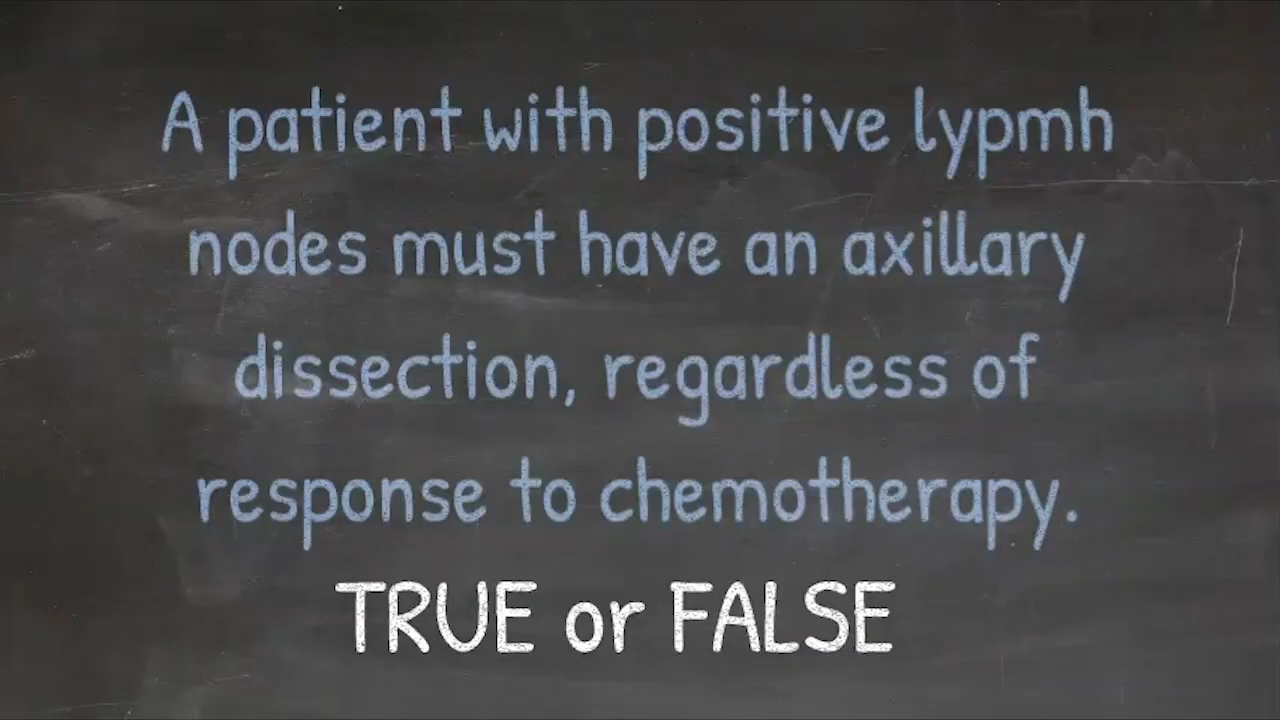 A patient with positive lypmh
nodes must have an axillary
dissection, regardless of
response to chemotherapy.
TRUE or FALSE